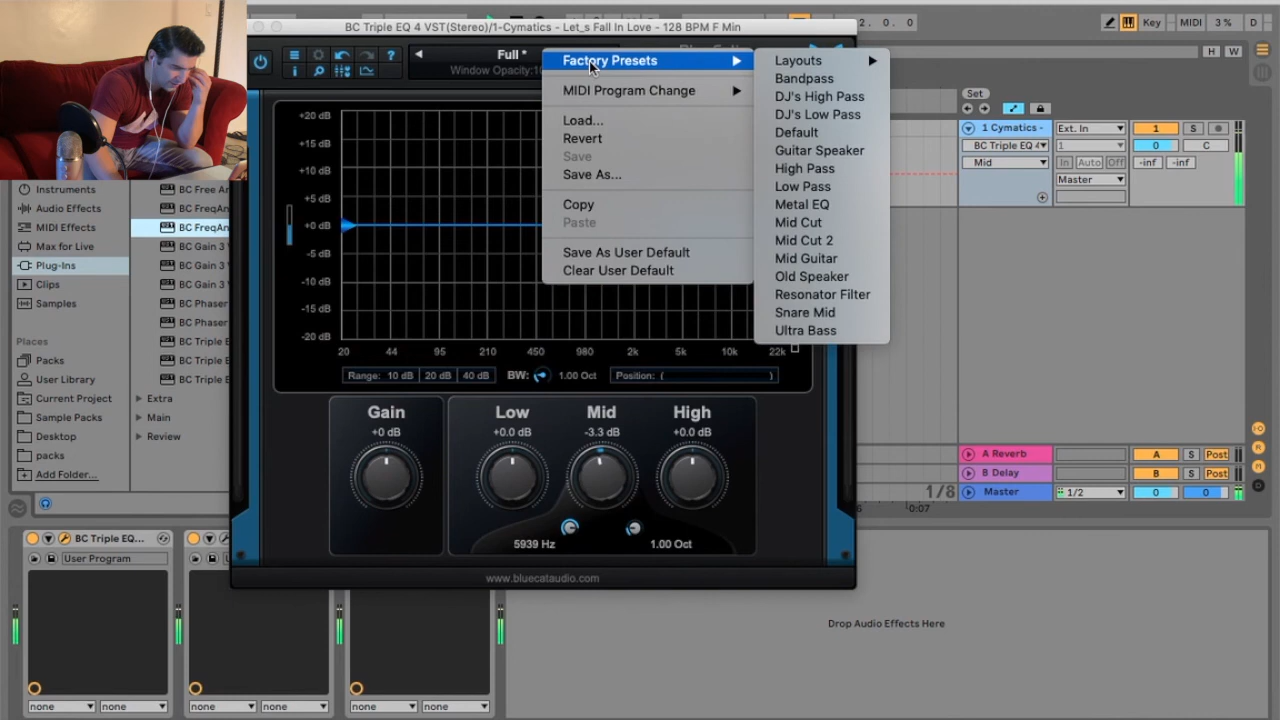 BC Triple EQ 4 VST(Stereo)/1-Cymatics - Let_s Fall In Love - 128 BPM F Min
2. 0. 0
Key
MIDI
3 %
D
Full *
Window Opacity:
H W
Factory Presets
MIDI Program Change
Load...
Revert
Save
Save As...
Copy
Paste
Save As User Default
Clear User Default
Layouts
Bandpass
DJ's High Pass
DJ's Low Pass
Default
Guitar Speaker
High Pass
Low Pass
Metal EQ
Mid Cut
Mid Cut 2
Mid Guitar
Old Speaker
Resonator Filter
Snare Mid
Ultra Bass
Set
1 Cymatics -
Ext. In
1
S
BC Triple EQ
1
0
C
Mid
In Auto Off
-inf -inf
Master
Instruments
Audio Effects
MIDI Effects
Max for Live
Plug-Ins
Clips
Samples
Places
Packs
User Library
Current Project
Sample Packs
Desktop
packs
Add Folder...
BC Free Ar
BC FreqAn
BC FreqAn
BC Gain 3
BC Gain 3
BC Gain 3
BC Phaser
BC Phaser
BC Triple E
BC Triple E
BC Triple E
Extra
Main
Review
+20 dB
+15 dB
+10 dB
+5 dB
+0 dB
-5 dB
-10 dB
-15 dB
-20 dB
20 44 95 210 450 980 2k 5k 10k 22k
Range: 10 dB 20 dB 40 dB BW: 1.00 Oct Position: ( )
Gain
+0 dB
Low
+0.0 dB
Mid
-3.3 dB
High
+0.0 dB
5939 Hz
1.00 Oct
www.bluecataudio.com
A Reverb A S Post
B Delay B S Post
1/8
Master 1/2 0 0
0:07
BC Triple EQ...
User Program
Drop Audio Effects Here
none none none none none none